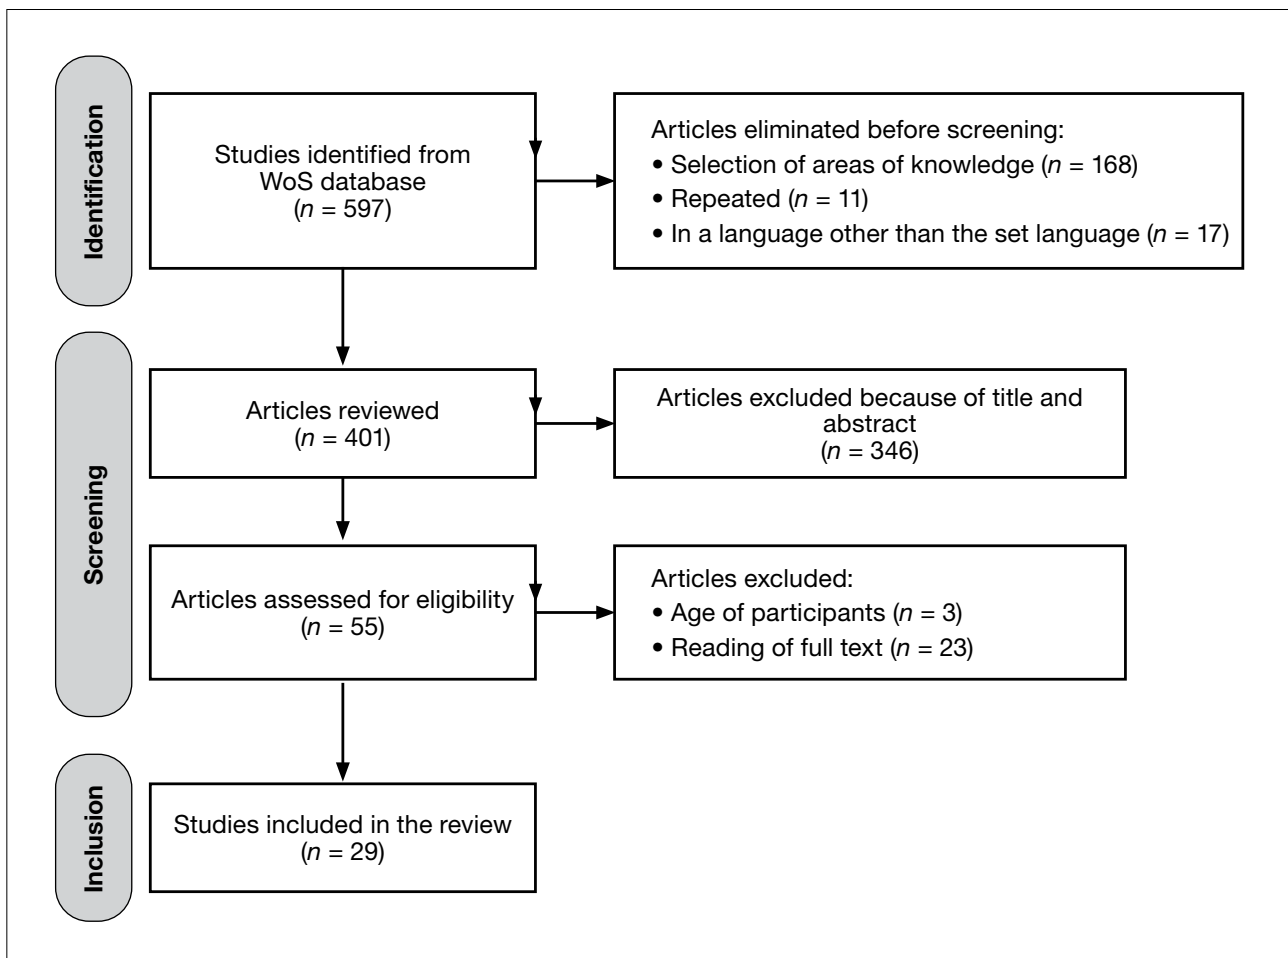 Identification
Studies identified from
WoS database
(n = 597)
Articles eliminated before screening:
• Selection of areas of knowledge (n = 168)
• Repeated (n = 11)
• In a language other than the set language (n = 17)
Screening
Articles reviewed
(n = 401)
Articles excluded because of title and
abstract
(n = 346)
Articles assessed for eligibility
(n = 55)
Articles excluded:
• Age of participants (n = 3)
• Reading of full text (n = 23)
Inclusion
Studies included in the review
(n = 29)